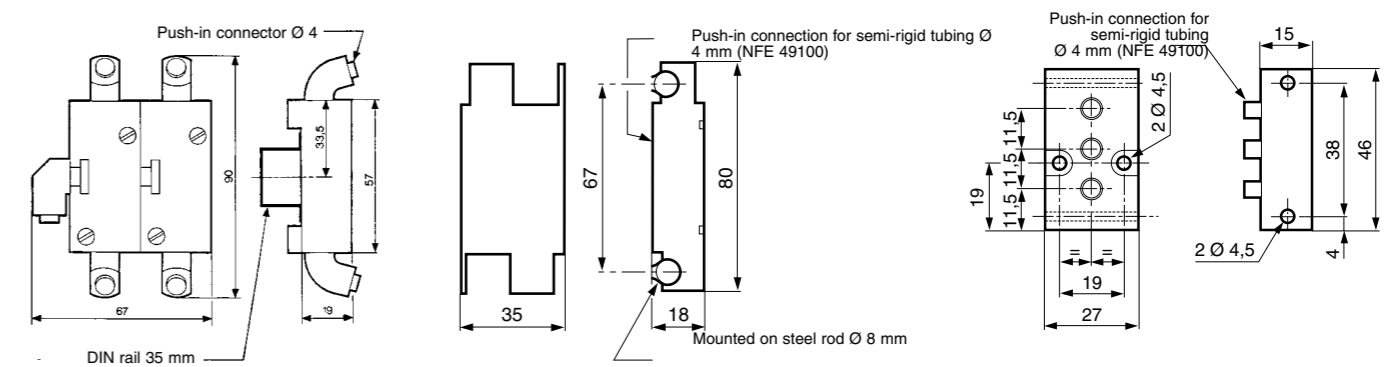 Push-in connector Ø 4
33,5
90
57
67
19
DIN rail 35 mm
Push-in connection for semi-rigid tubing Ø
4 mm (NFE 49100)
67
80
35
18
Mounted on steel rod Ø 8 mm
Push-in connection for
semi-rigid tubing
Ø 4 mm (NFE 49100)
15
2 Ø 4,5
11,5
11,5
11,5
19
38
46
2 Ø 4,5
4
= =
19
27